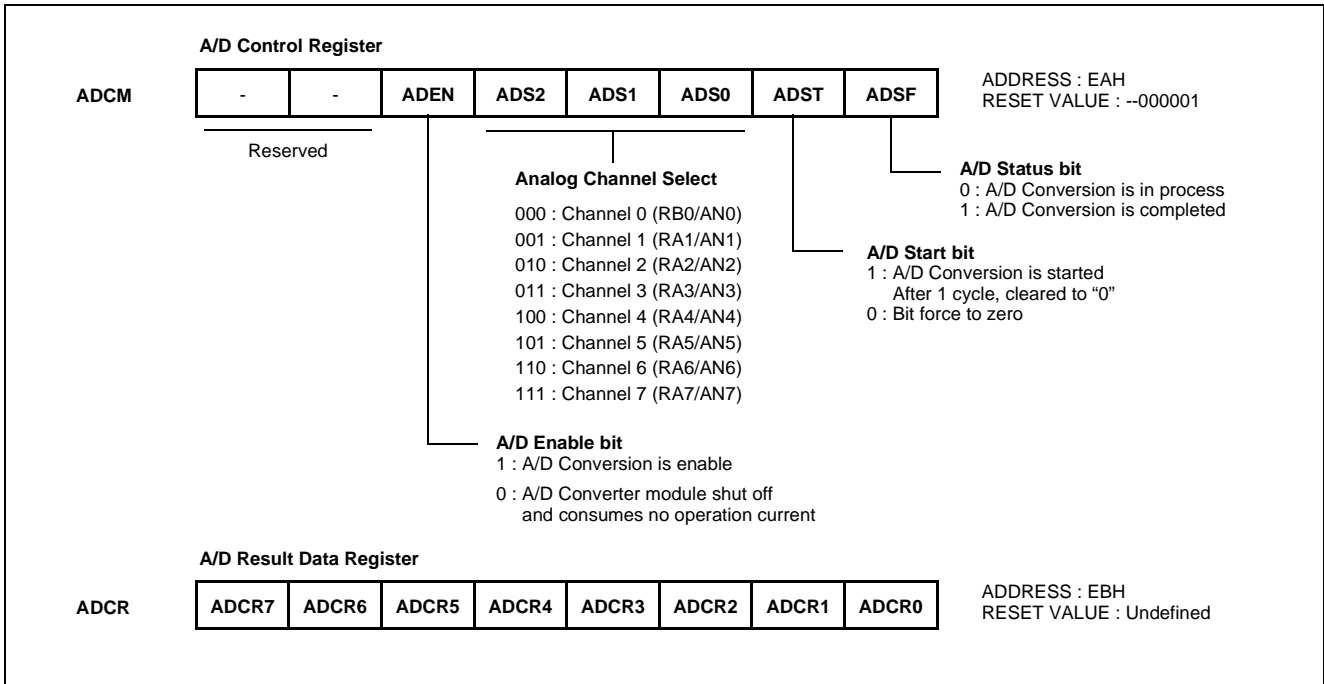 A/D Control Register
ADCM - - ADEN ADS2 ADS1 ADS0 ADST ADSF
ADDRESS : EAH
RESET VALUE : --000001
Reserved
Analog Channel Select
000 : Channel 0 (RB0/AN0)
001 : Channel 1 (RA1/AN1)
010 : Channel 2 (RA2/AN2)
011 : Channel 3 (RA3/AN3)
100 : Channel 4 (RA4/AN4)
101 : Channel 5 (RA5/AN5)
110 : Channel 6 (RA6/AN6)
111 : Channel 7 (RA7/AN7)
A/D Status bit
0 : A/D Conversion is in process
1 : A/D Conversion is completed
A/D Start bit
1 : A/D Conversion is started
After 1 cycle, cleared to “0”
0 : Bit force to zero
A/D Enable bit
1 : A/D Conversion is enable
0 : A/D Converter module shut off
and consumes no operation current
A/D Result Data Register
ADCR ADCR7 ADCR6 ADCR5 ADCR4 ADCR3 ADCR2 ADCR1 ADCR0
ADDRESS : EBH
RESET VALUE : Undefined